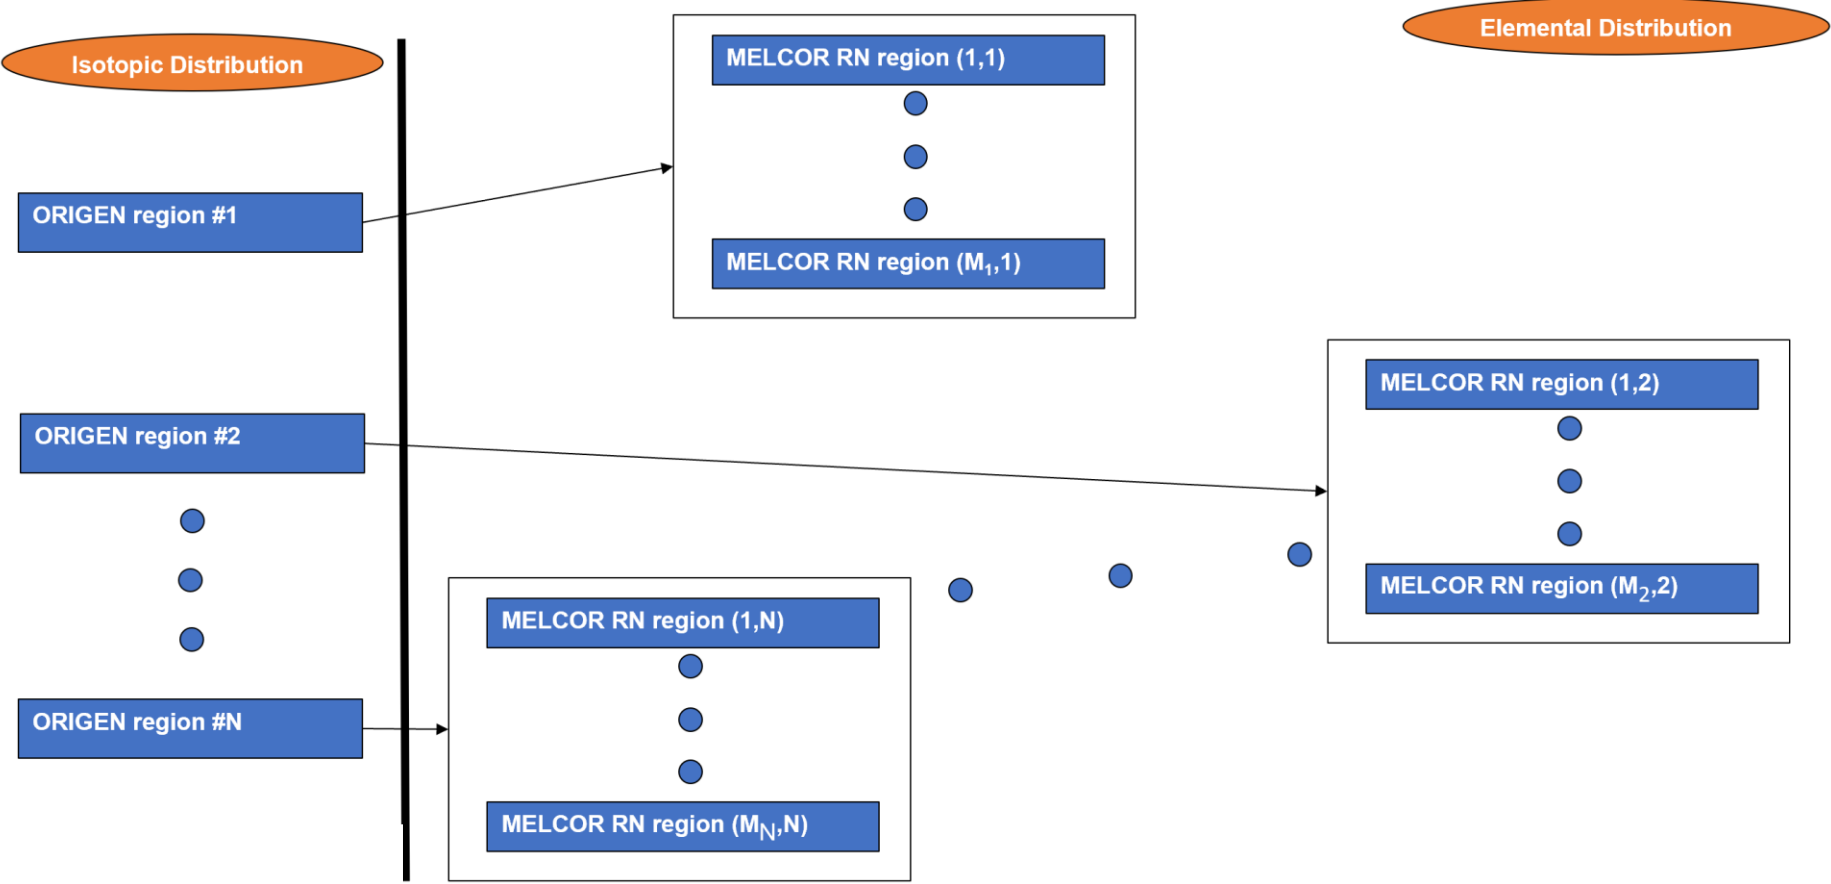 Isotopic Distribution
Elemental Distribution
MELCOR RN region (1,1)
MELCOR RN region (M₁,1)
ORIGEN region #1
ORIGEN region #2
ORIGEN region #N
MELCOR RN region (1,2)
MELCOR RN region (M₂,2)
MELCOR RN region (1,N)
MELCOR RN region (M_N,N)